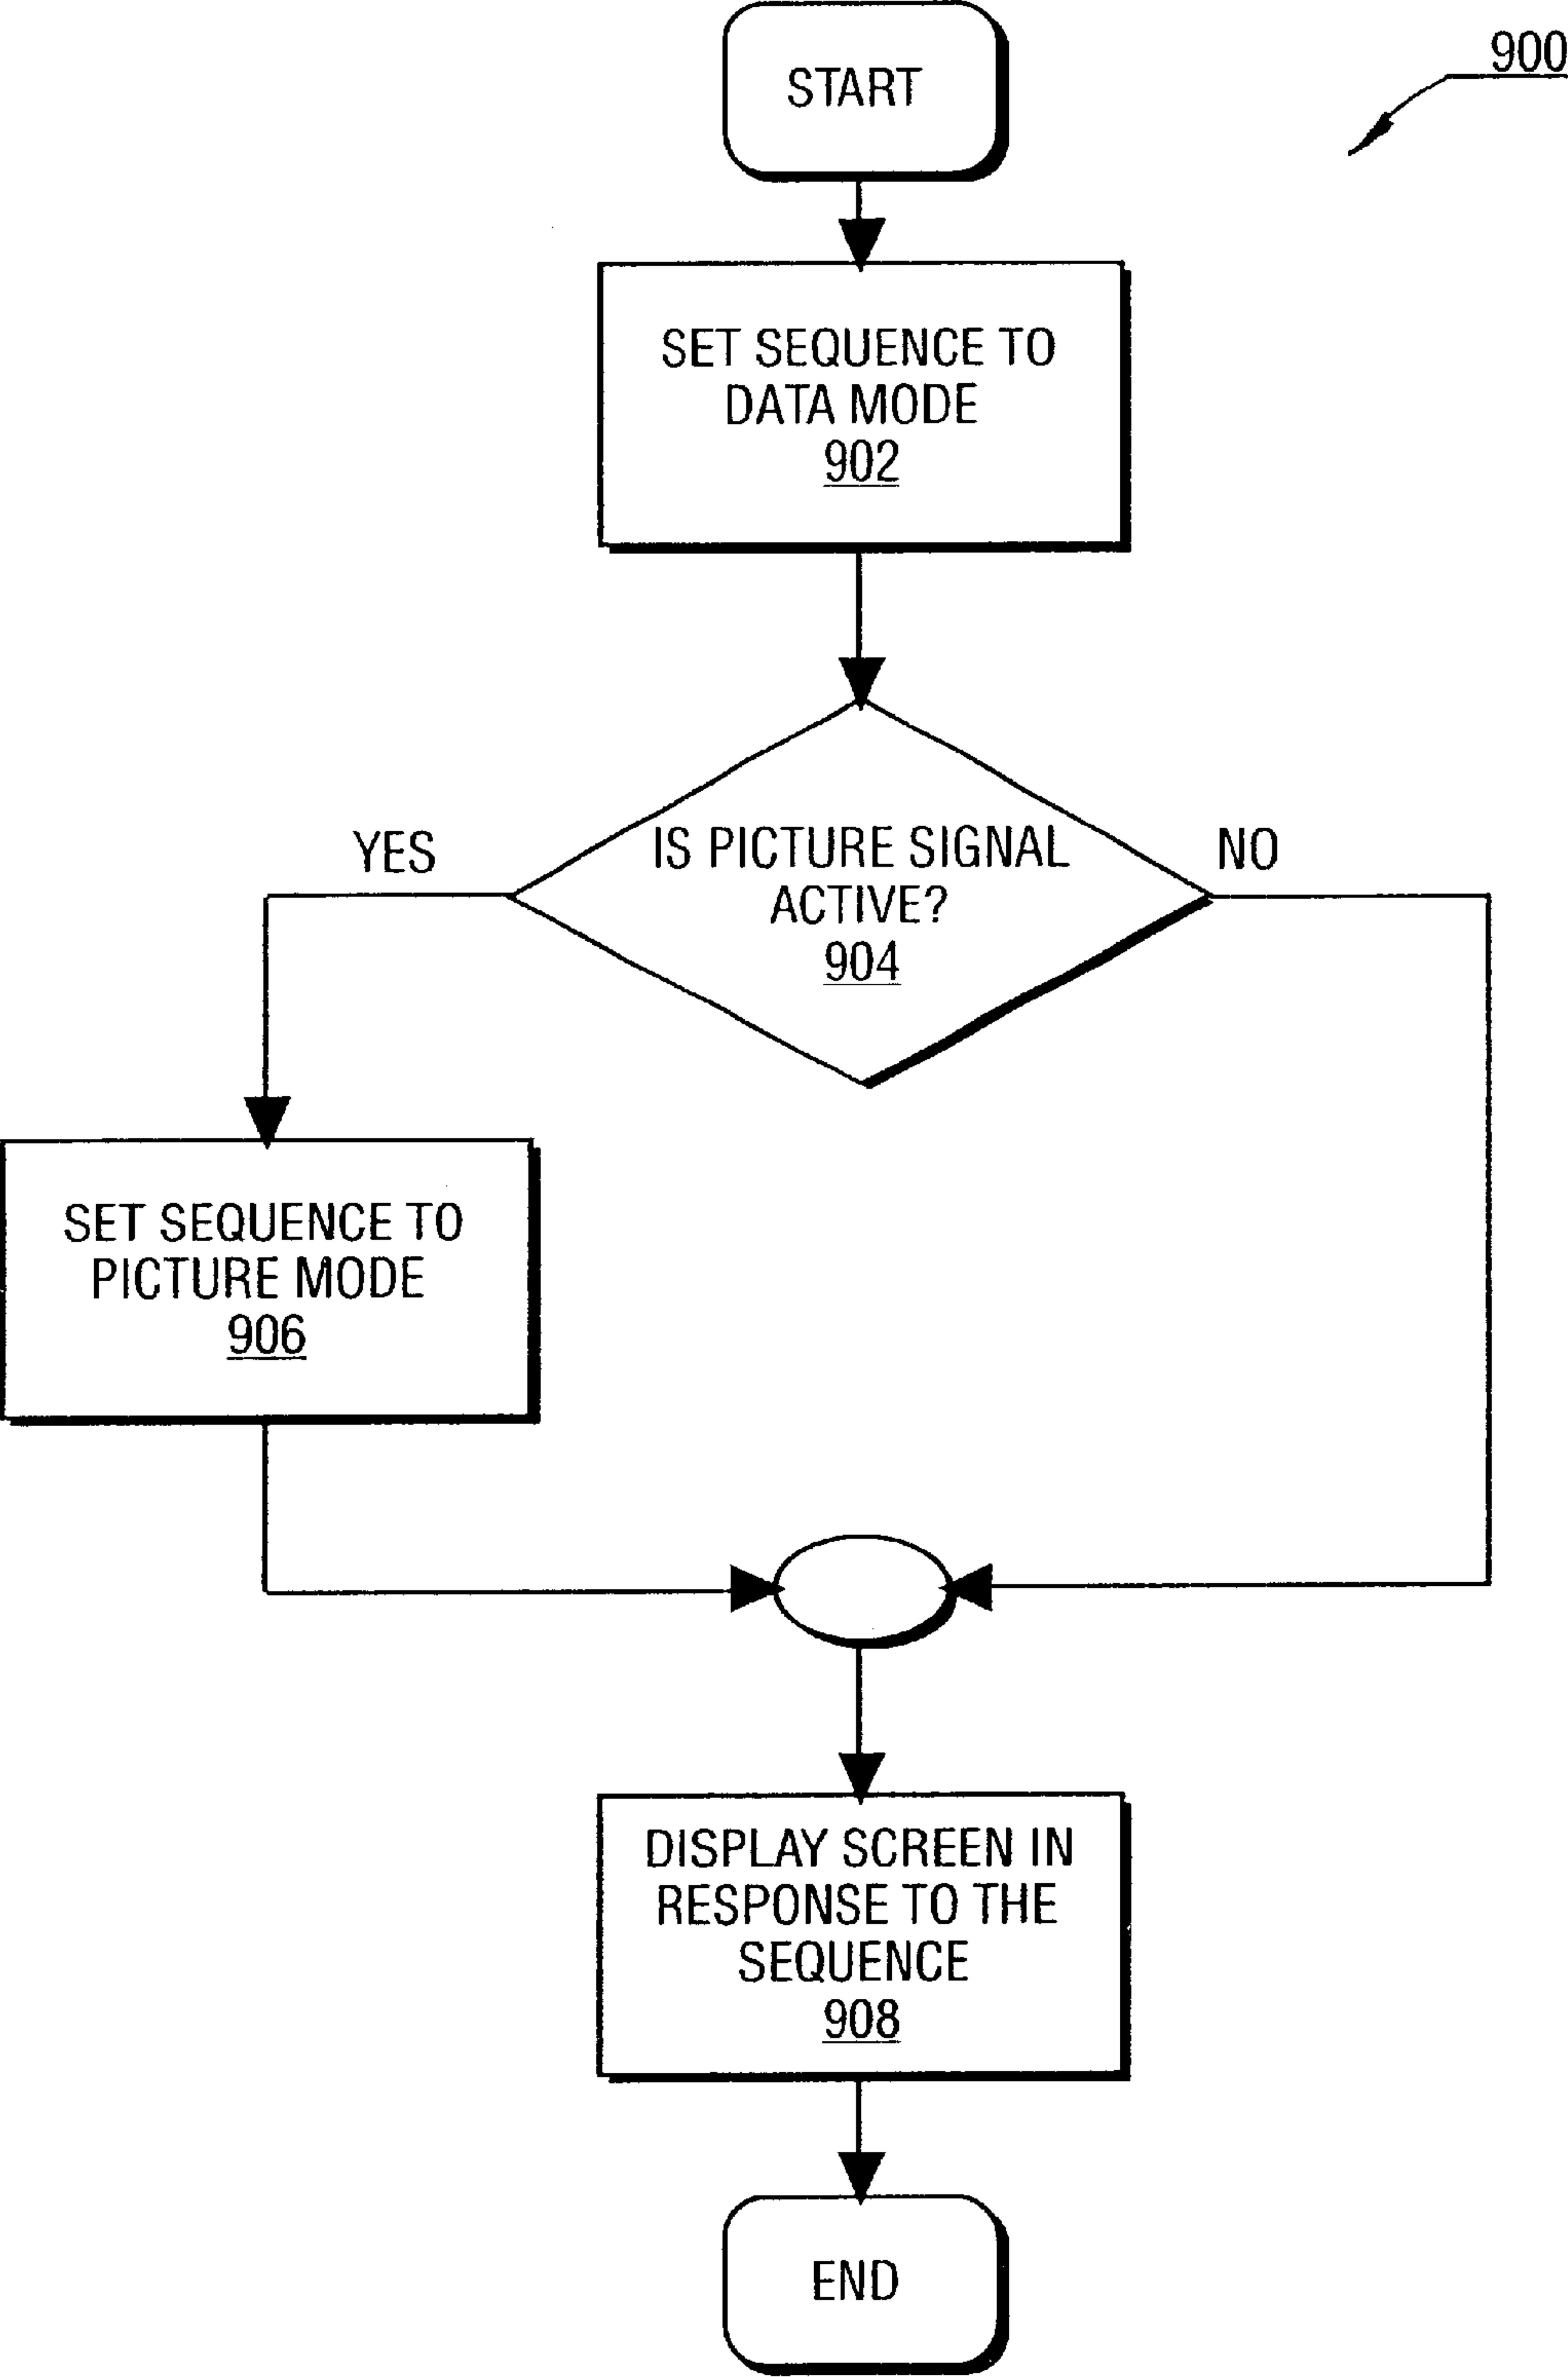 START
900
SET SEQUENCE TO
DATA MODE
902
YES
IS PICTURE SIGNAL
ACTIVE?
904
NO
SET SEQUENCE TO
PICTURE MODE
906
DISPLAY SCREEN IN
RESPONSE TO THE
SEQUENCE
908
END